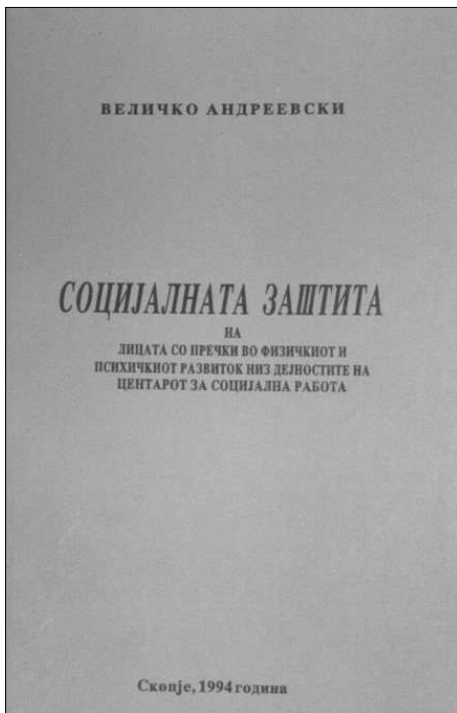 ВЕЛИЧКО АНДРЕЕВСКИ
СОЦИЈАЛНАТА ЗАШТИТА
НА
ЛИЦАТА СО ПРЕЧКИ ВО ФИЗИЧКИОТ И
ПСИХИЧКИОТ РАЗВИТОК НИЗ ДЕЈНОСТИТЕ НА
ЦЕНТАРОТ ЗА СОЦИЈАЛНА РАБОТА
Скопје, 1994 година